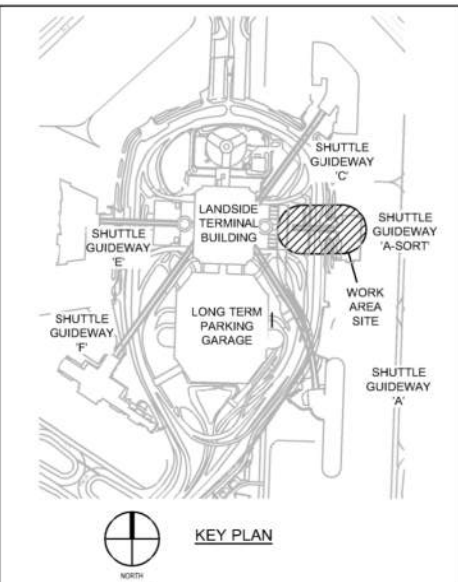 SHUTTLE
GUIDEWAY
'C'
LANDSIDE
TERMINAL
BUILDING
SHUTTLE
GUIDEWAY
'A-SORT'
SHUTTLE
GUIDEWAY
'E'
WORK
AREA
SITE
SHUTTLE
GUIDEWAY
'F'
LONG TERM
PARKING
GARAGE
SHUTTLE
GUIDEWAY
'A'
KEY PLAN
NORTH